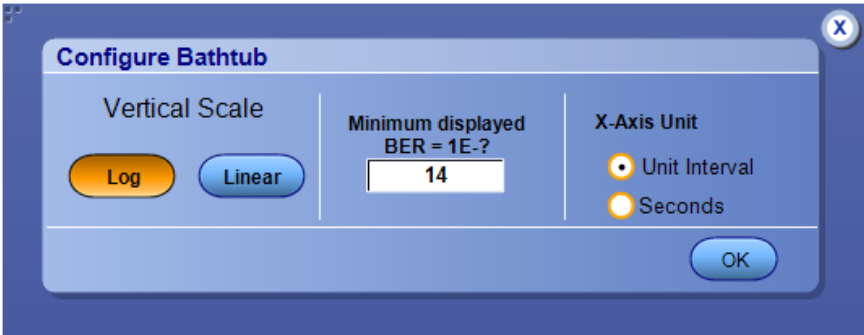 X
Configure Bathtub
Vertical Scale
Log
Linear
Minimum displayed
BER = 1E-?
14
X-Axis Unit
Unit Interval
Seconds
OK